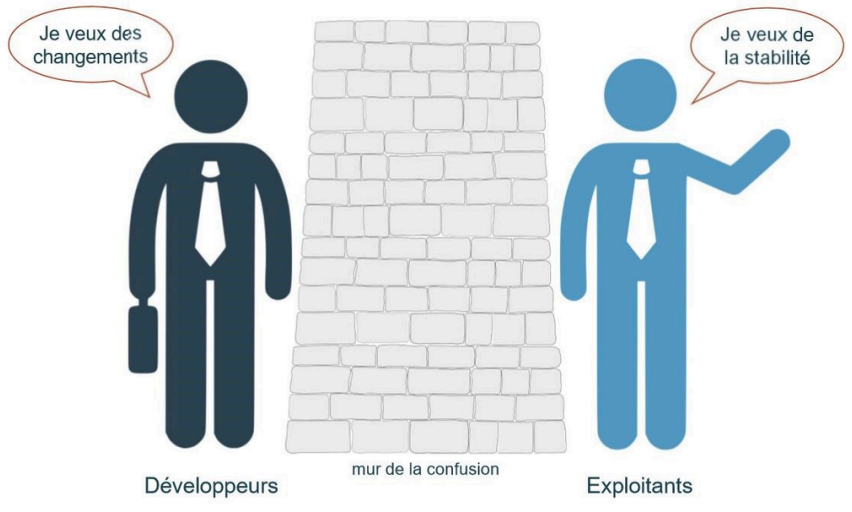 Je veux des
changements
Je veux de
la stabilité
mur de la confusion
Développeurs
Exploitants